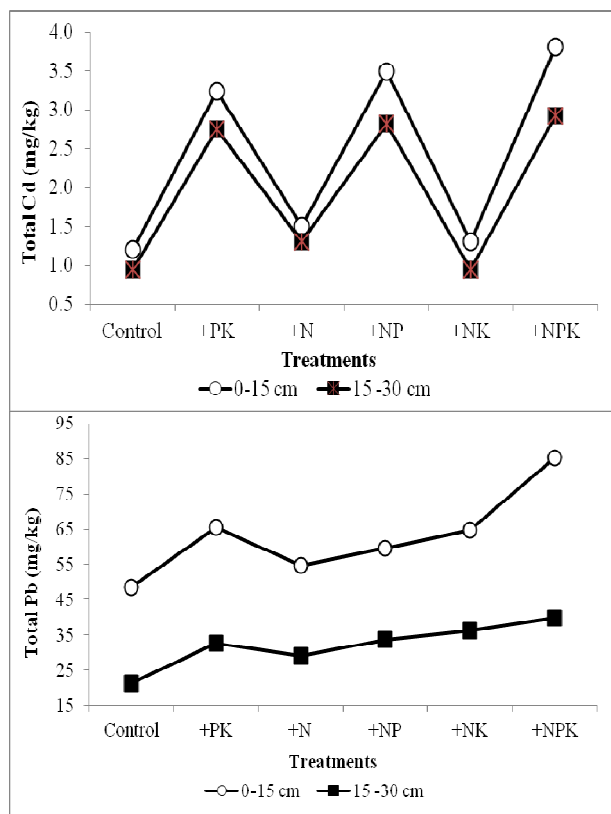 Total Cd (mg/kg)
4.0
3.5
3.0
2.5
2.0
1.5
1.0
0.5
Control +PK +N +NP +NK +NPK
Treatments
0-15 cm 15 -30 cm
Total Pb (mg/kg)
95
85
75
65
55
45
35
25
15
Control +PK +N +NP +NK +NPK
Treatments
0-15 cm 15 -30 cm